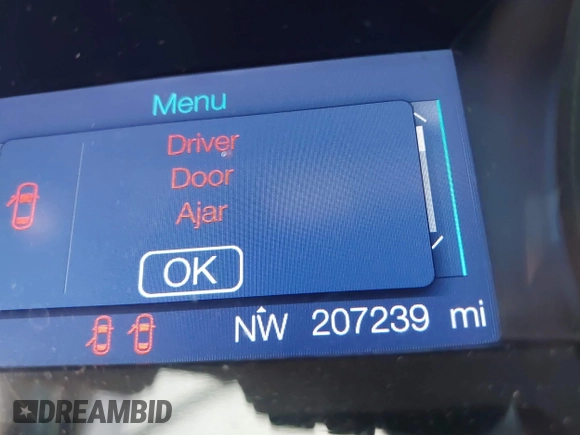 Menu
Driver
Door
Ajar
OK
NW 207239 mi
DREAMBID